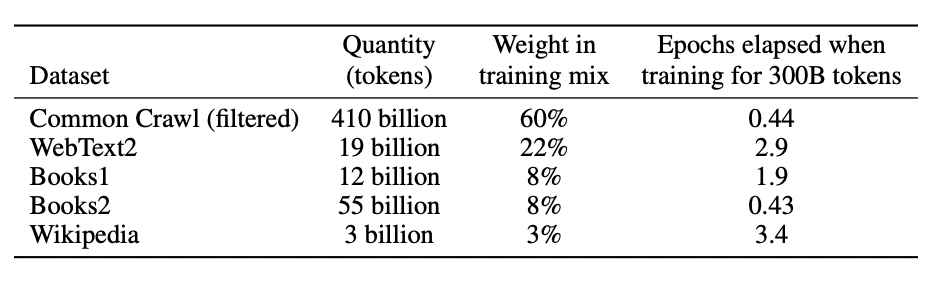 Dataset Quantity (tokens) Weight in training mix Epochs elapsed when training for 300B tokens
Common Crawl (filtered) 410 billion 60% 0.44
WebText2 19 billion 22% 2.9
Books1 12 billion 8% 1.9
Books2 55 billion 8% 0.43
Wikipedia 3 billion 3% 3.4